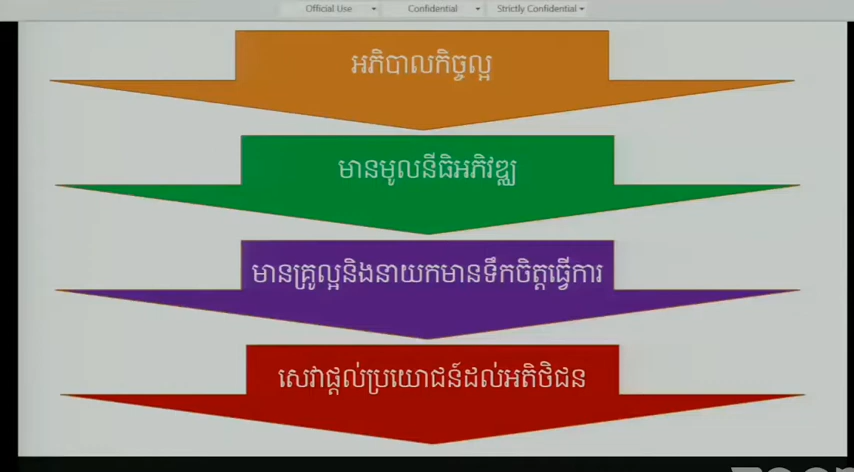 Official Use Confidential Strictly Confidential
អភិបាលកិច្ចល្អ
មានមូលនីធិអភិវឌ្ឍ
មានគ្រូល្អនិងនាយកមានទឹកចិត្តធ្វើការ
សេវាផ្តល់ប្រយោជន៍ដល់អតិថិជន